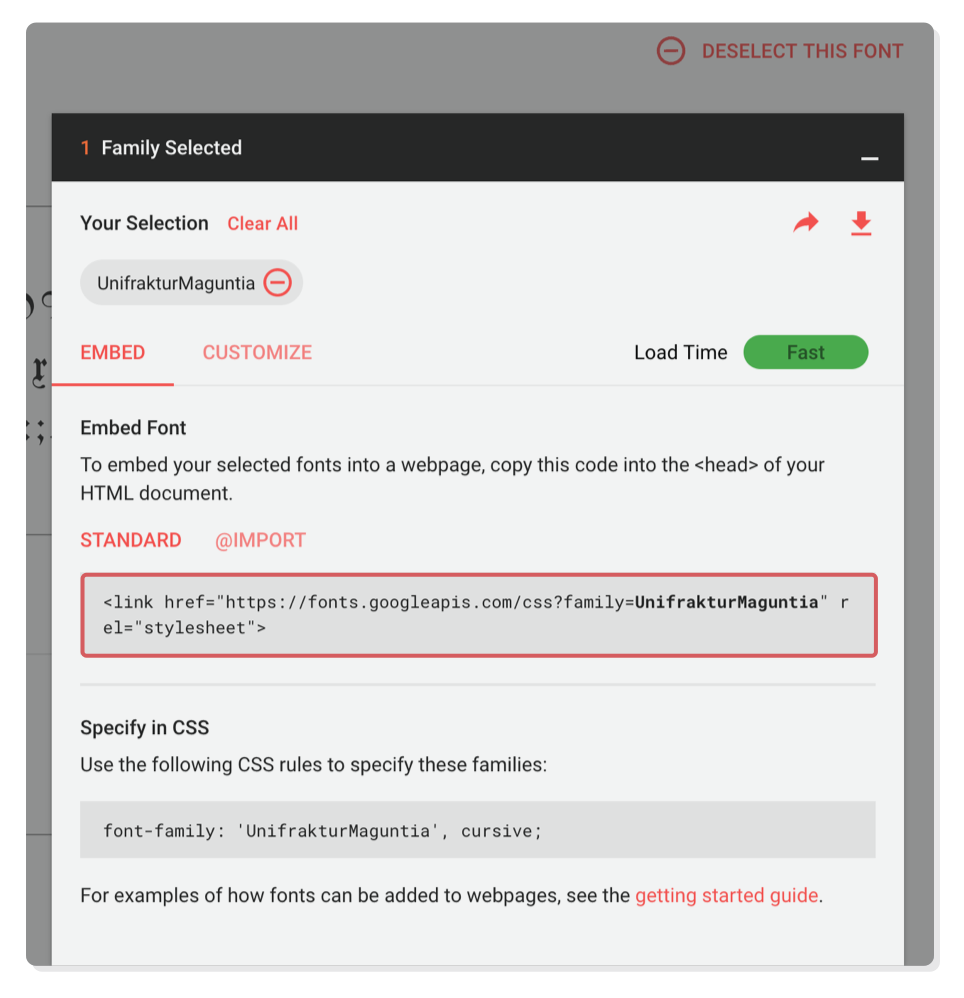 DESELECT THIS FONT
1 Family Selected
Your Selection Clear All
UnifrakturMaguntia
EMBED CUSTOMIZE Load Time Fast
Embed Font
To embed your selected fonts into a webpage, copy this code into the <head> of your
HTML document.
STANDARD @IMPORT
<link href="https://fonts.googleapis.com/css?family=UnifrakturMaguntia" r
el="stylesheet">
Specify in CSS
Use the following CSS rules to specify these families:
font-family: 'UnifrakturMaguntia', cursive;
For examples of how fonts can be added to webpages, see the getting started guide.